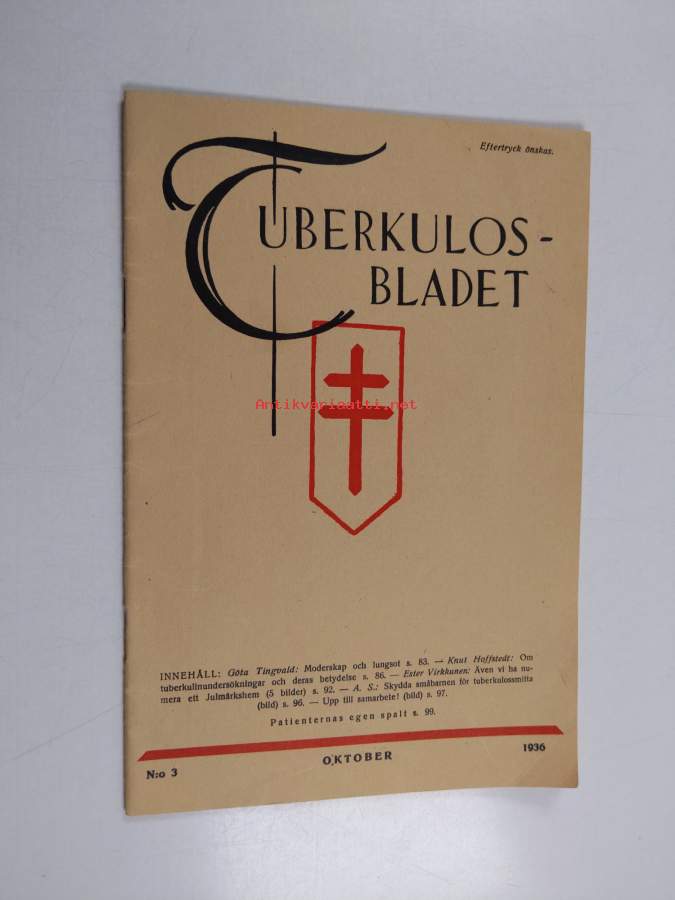 Eftertryck önskas.
TUBERKULOS-
BLADET
Antikvariaatti.net
INNEHÅLL: Göta Tingvald: Moderskap och lungsot s. 83. — Knut Hoffstedt: Om
tuberkulinundersökningar och deras betydelse s. 86. — Ester Virkkunen: Även vi ha nu-
mera ett Julmärkshem (5 bilder) s. 92. — A. S.: Skydda småbarnen för tuberkulossmitta
(bild) s. 96. — Upp till samarbete! (bild) s. 97.
Patienternas egen spalt s. 99.
N:o 3 OKTOBER 1936